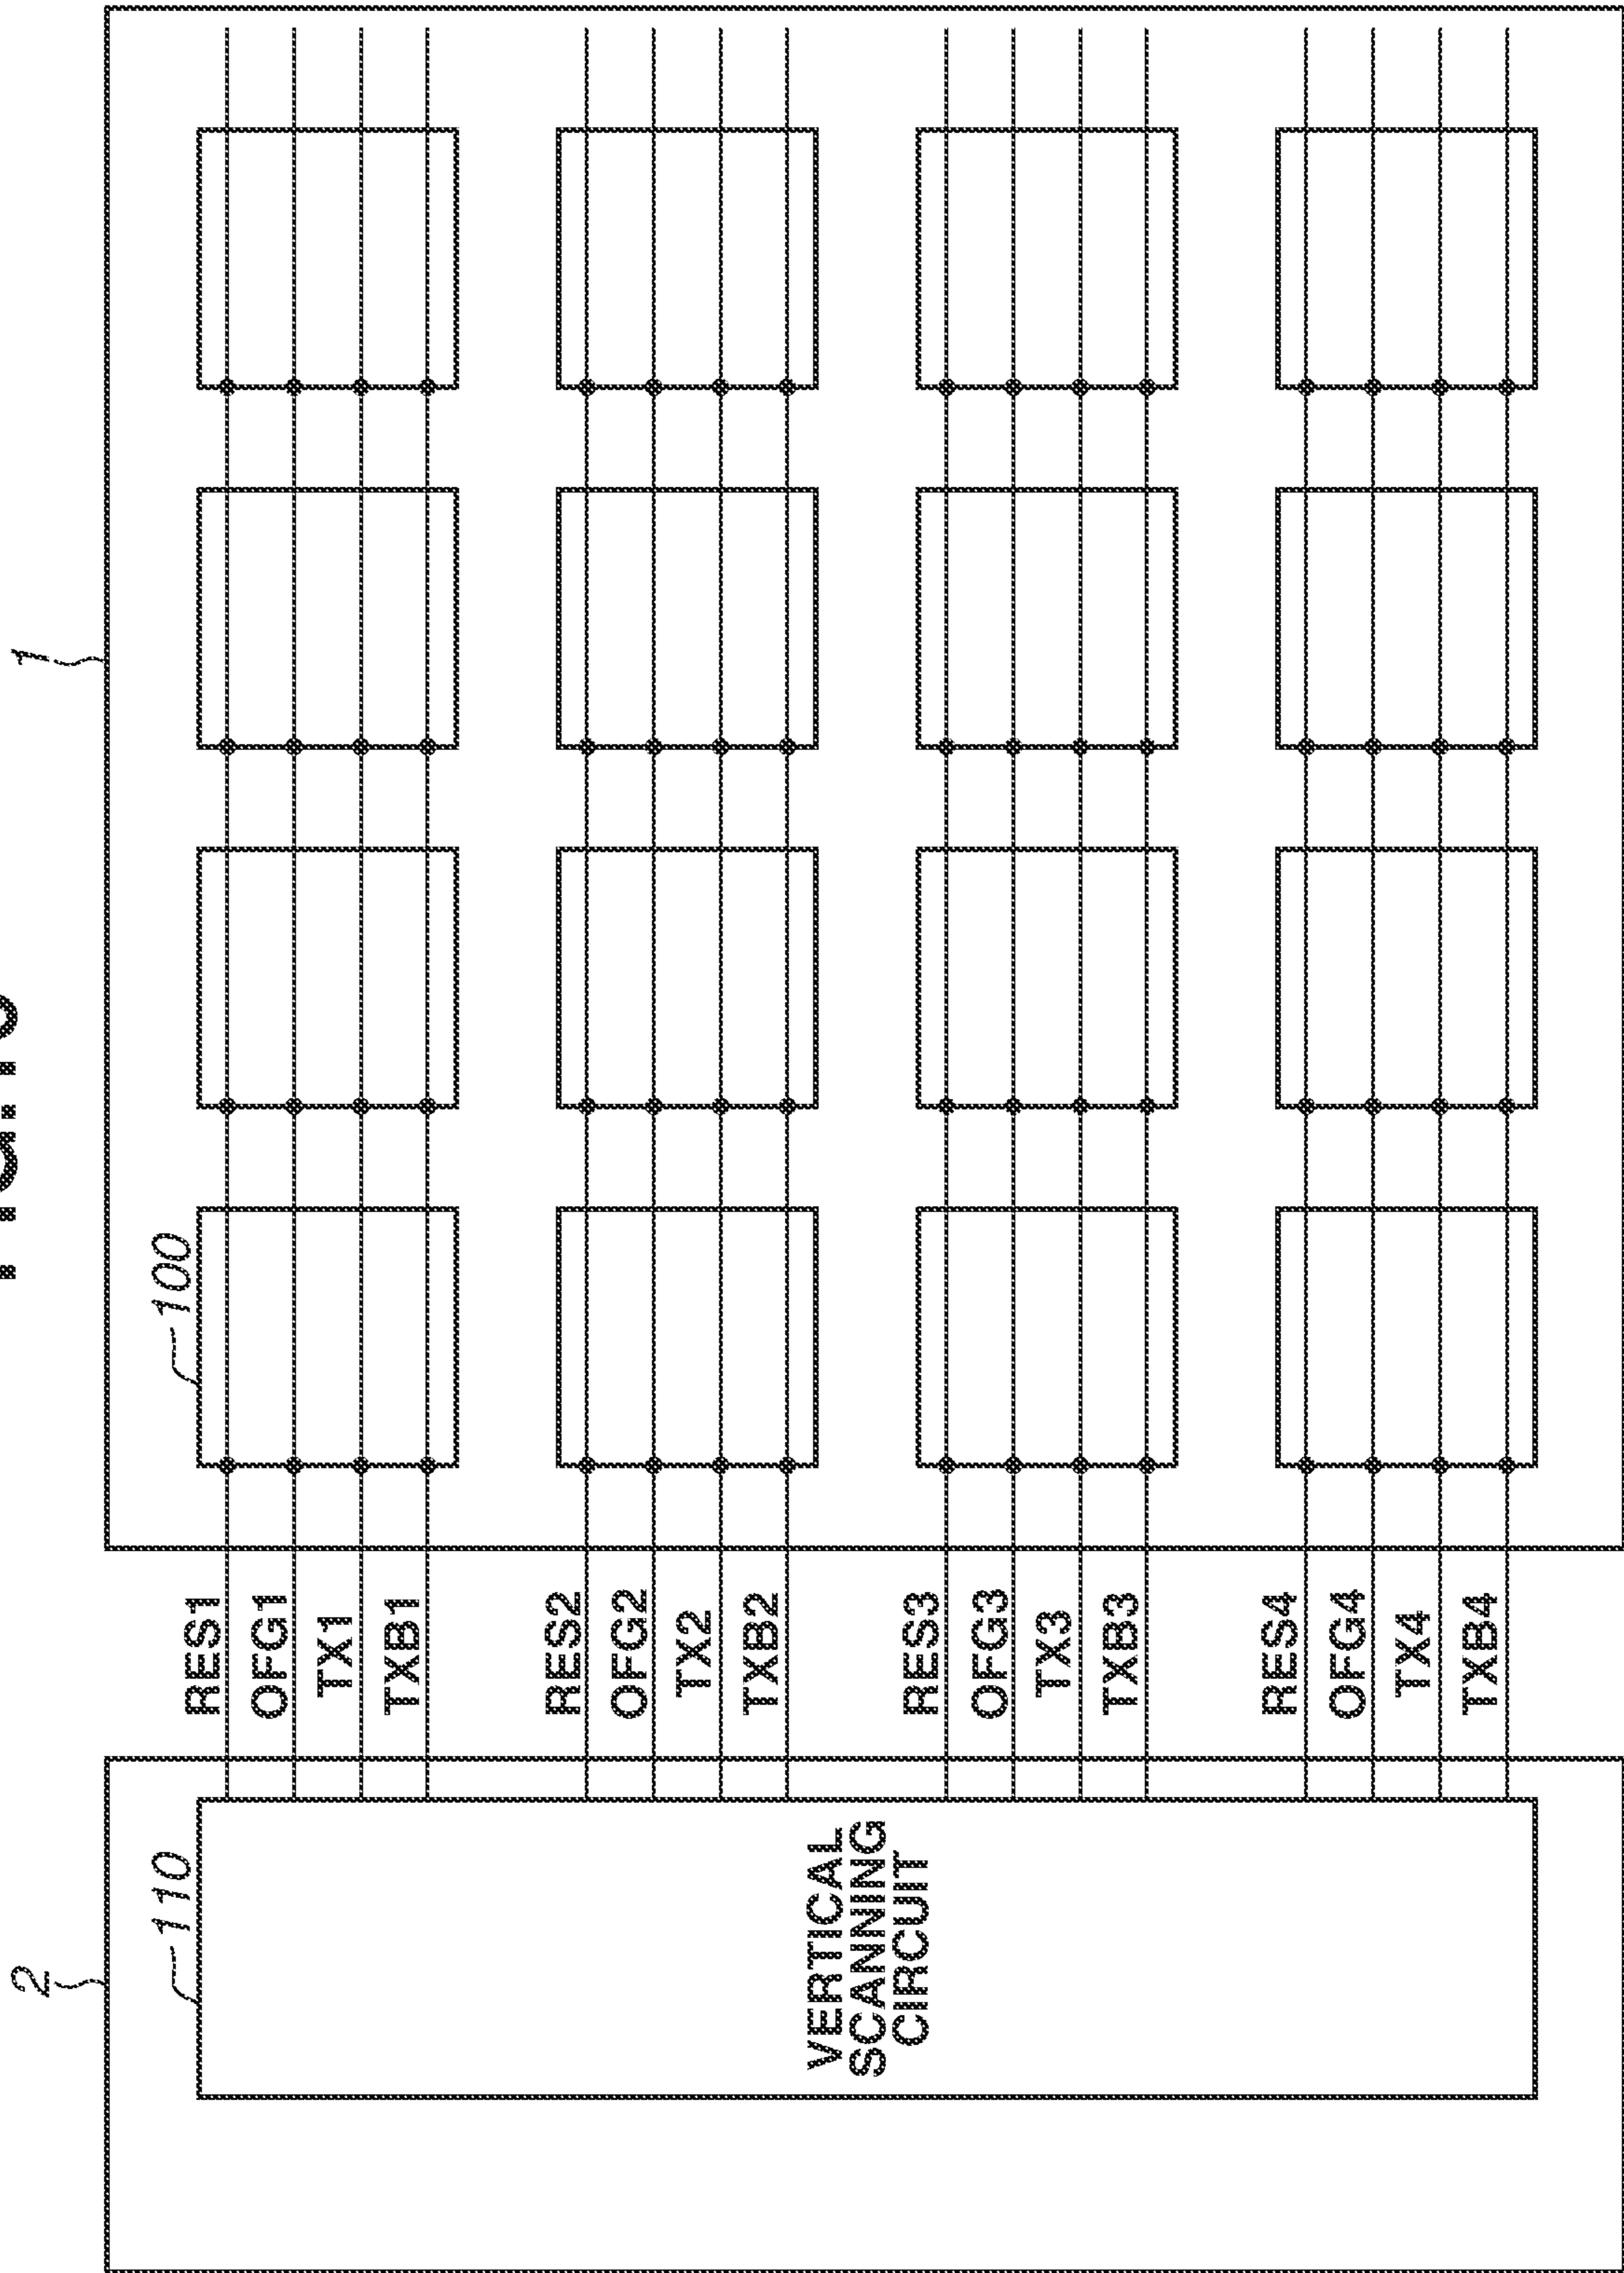 2
1
110
100
VERTICAL
SCANNING
CIRCUIT
RES1
OFG1
TX1
TXB1
RES2
OFG2
TX2
TXB2
RES3
OFG3
TX3
TXB3
RES4
OFG4
TX4
TXB4